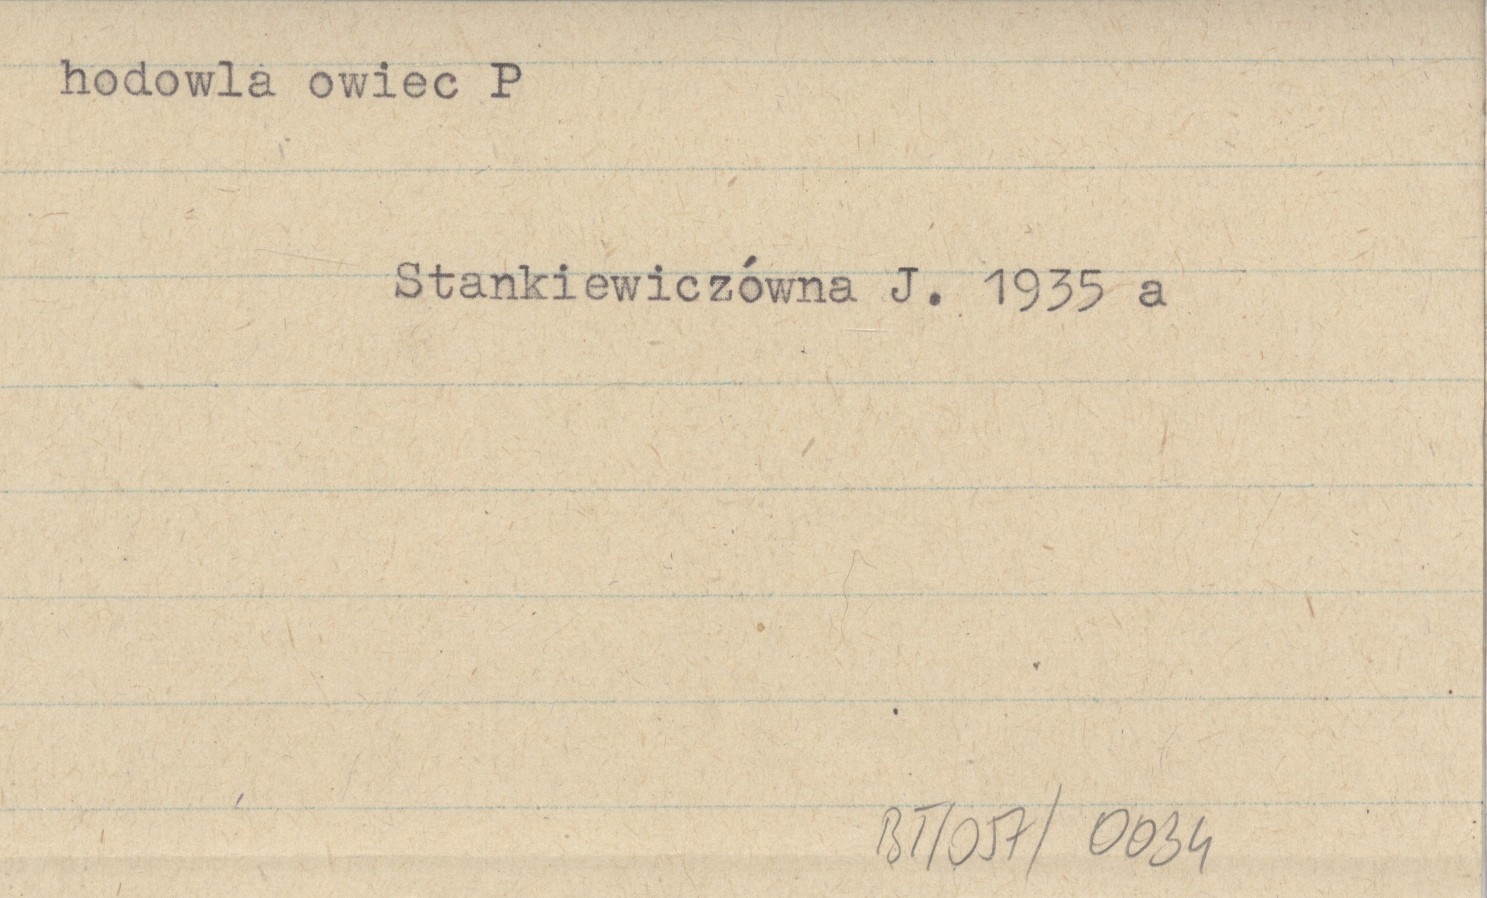 hodowla owiec P
Stankiewiczówna J. 1935 a
BT/057/ 0034